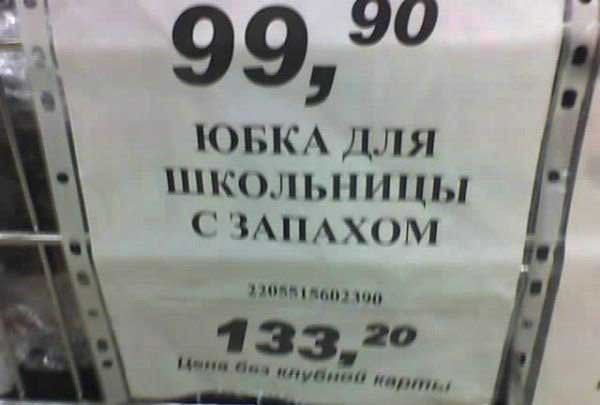 99,90
ЮБКА ДЛЯ
ШКОЛЬНИЦЫ
С ЗАПАХОМ
2205515602390
133,20
Цена без клубной карты